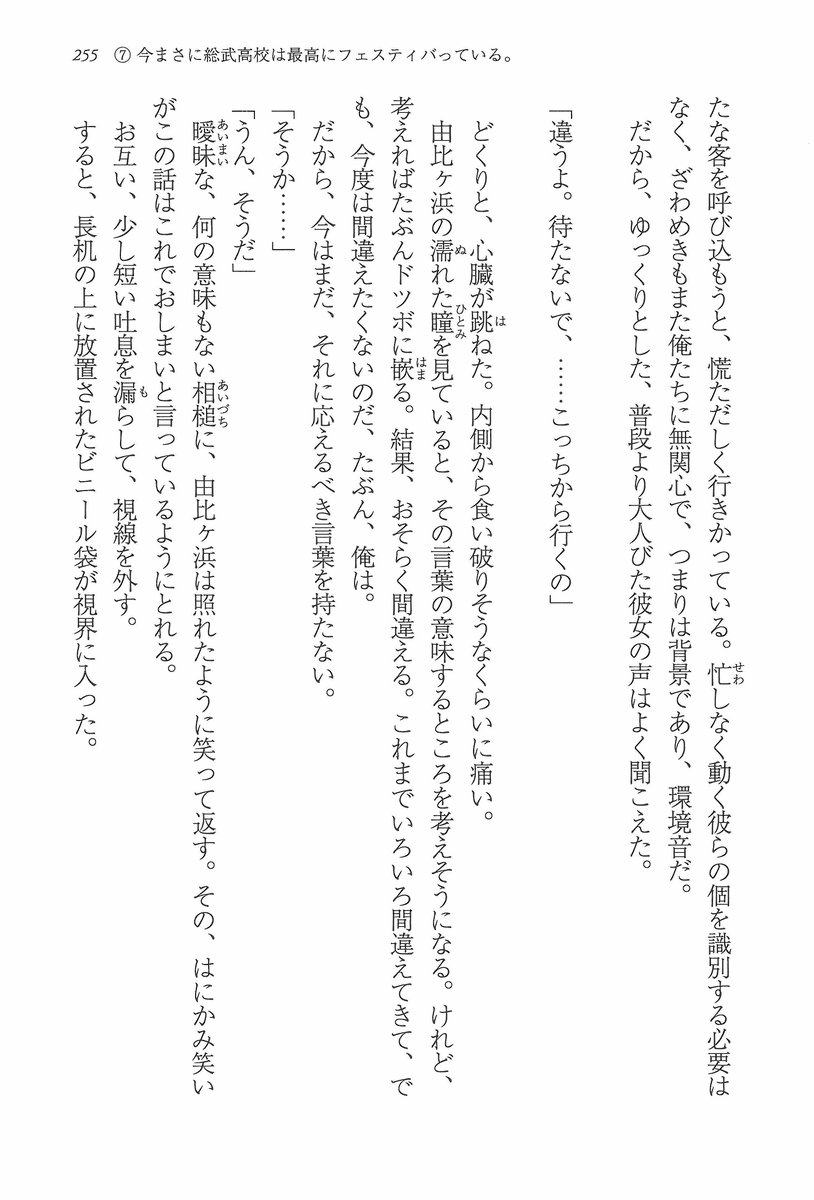 255 ⑦ 今まさに総武高校は最高にフェスティバっている。
たな客を呼び込もうと、慌ただしく行きかっている。忙しなく動く彼らの個を識別する必要は
なく、ざわめきもまた俺たちに無関心で、つまりは背景であり、環境音だ。
だから、ゆっくりとした、普段より大人びた彼女の声はよく聞こえた。
「違うよ。待たないで、……こっちから行くの」
どくりと、心臓が跳ねた。内側から食い破りそうなくらいに痛い。
由比ヶ浜の濡れた瞳を見ていると、その言葉の意味するところを考えそうになる。けれど、
考えればたぶんドツボに嵌る。結果、おそらく間違える。これまでいろいろ間違えてきて、で
も、今度は間違えたくないのだ、たぶん、俺は。
だから、今はまだ、それに応えるべき言葉を持たない。
「そうか……」
「うん、そうだ」
曖昧な、何の意味もない相槌に、由比ヶ浜は照れたように笑って返す。その、はにかみ笑い
がこの話はこれでおしまいと言っているようにとれる。
お互い、少し短い吐息を漏らして、視線を外す。
すると、長机の上に放置されたビニール袋が視界に入った。